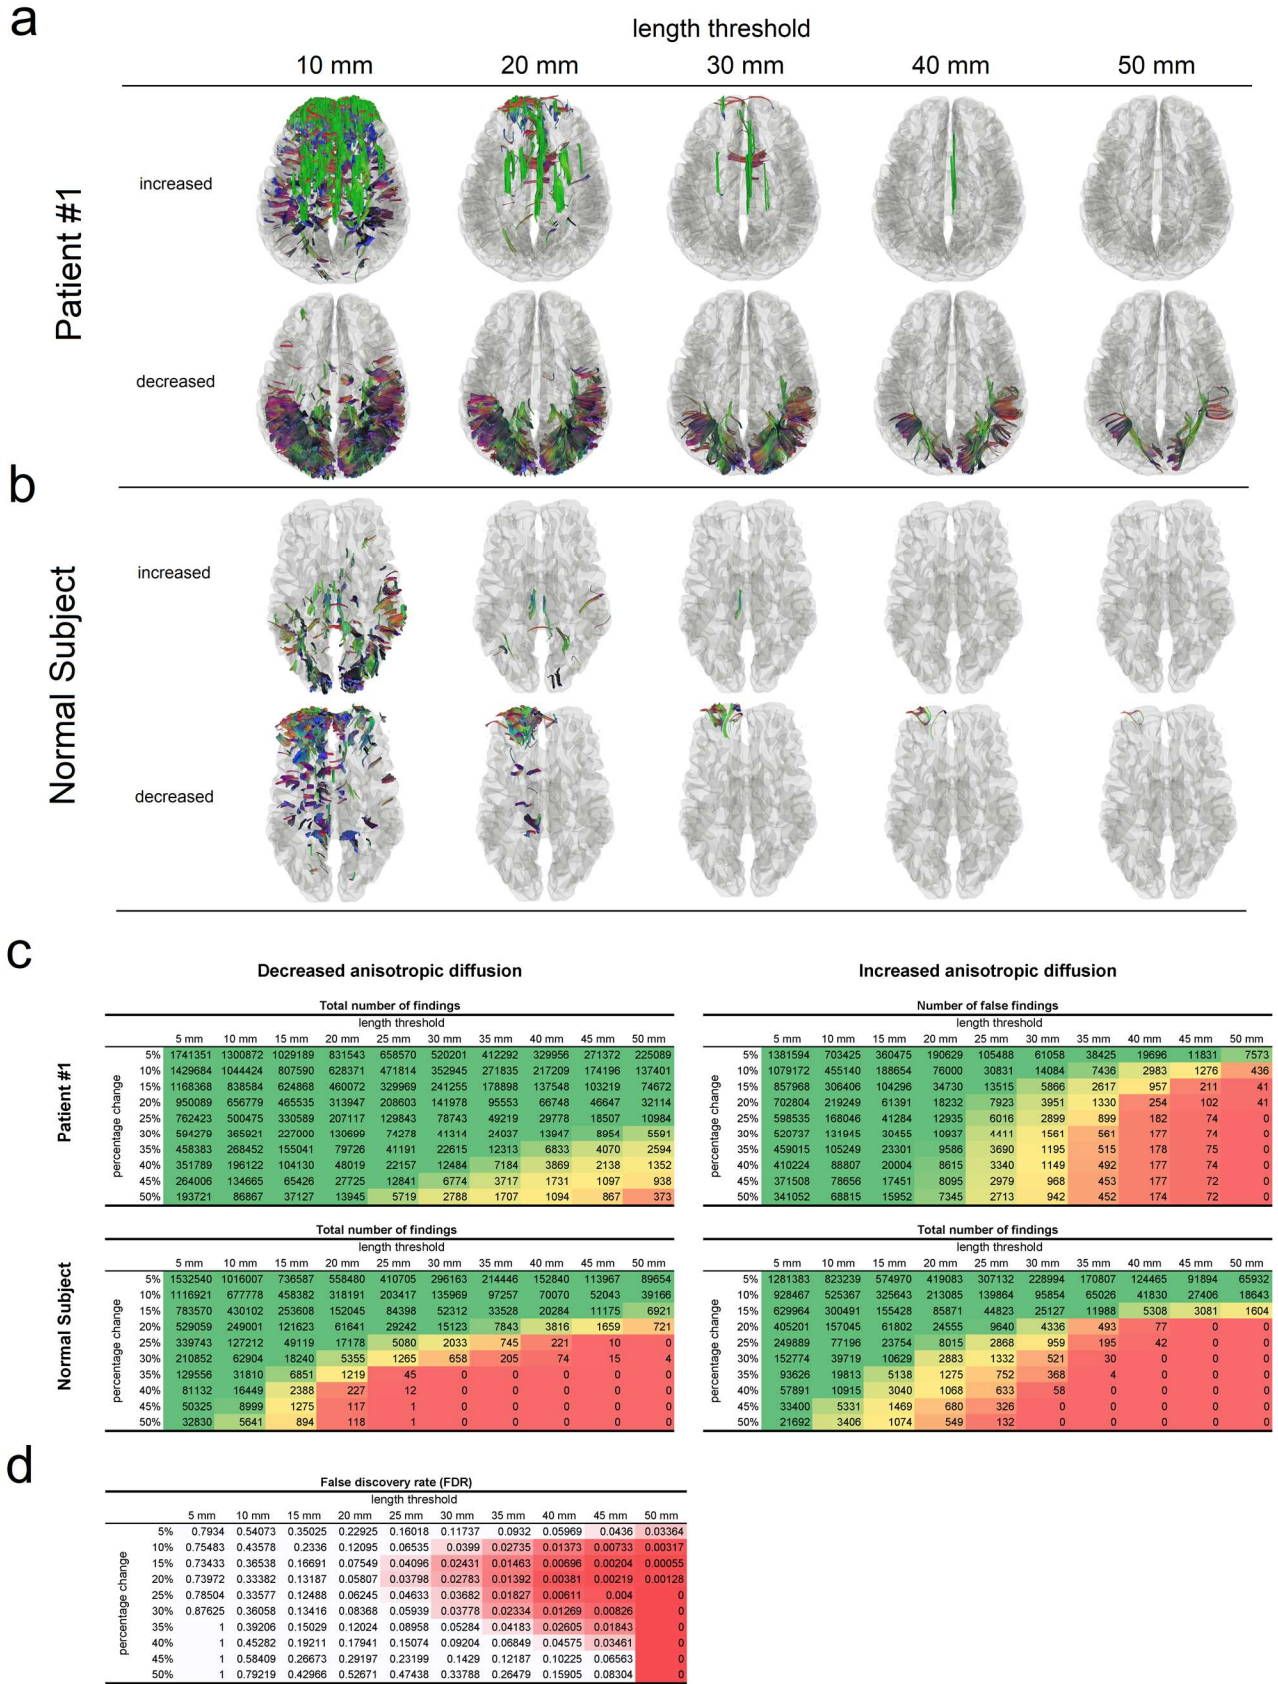 a
length threshold
10 mm 20 mm 30 mm 40 mm 50 mm
Patient #1
increased
decreased
b
Normal Subject
increased
decreased
c
Decreased anisotropic diffusion
Increased anisotropic diffusion
Patient #1
Total number of findings
length threshold
percentage change
5 mm 10 mm 15 mm 20 mm 25 mm 30 mm 35 mm 40 mm 45 mm 50 mm
5% 1741351 1300872 1029189 831543 658570 520201 412292 329956 271372 225089
10% 1429684 1044424 807590 628371 471814 352945 271835 217209 174196 137401
15% 1168368 838584 624868 460072 329969 241255 178898 137548 103219 74672
20% 950089 656779 465535 313947 208603 141978 95553 66748 46647 32114
25% 762423 500475 330589 207117 129843 78743 49219 29778 18507 10984
30% 594279 365921 227000 130699 74278 41314 24037 13947 8954 5591
35% 458383 268452 155041 79726 41191 22615 12313 6833 4070 2594
40% 351789 196122 104130 48019 22157 12484 7184 3869 2138 1352
45% 264006 134665 65426 27725 12841 6774 3717 1731 1097 938
50% 193721 86867 37127 13945 5719 2788 1707 1094 867 373
Number of false findings
length threshold
percentage change
5 mm 10 mm 15 mm 20 mm 25 mm 30 mm 35 mm 40 mm 45 mm 50 mm
5% 1381594 703425 360475 190629 105488 61058 38425 19696 11831 7573
10% 1079172 455140 188654 76000 30831 14084 7436 2983 1276 436
15% 857968 306406 104296 34730 13515 5866 2617 957 211 41
20% 702804 219249 61391 18232 7923 3951 1330 254 102 41
25% 598535 168046 41284 12935 6016 2899 899 182 74 0
30% 520737 131945 30455 10937 4411 1561 561 177 74 0
35% 459015 105249 23301 9586 3690 1195 515 178 75 0
40% 410224 88807 20004 8615 3340 1149 492 177 74 0
45% 371508 78656 17451 8095 2979 968 453 177 72 0
50% 341052 68815 15952 7345 2713 942 452 174 72 0
Normal Subject
Total number of findings
length threshold
percentage change
5 mm 10 mm 15 mm 20 mm 25 mm 30 mm 35 mm 40 mm 45 mm 50 mm
5% 1532540 1016007 736587 558480 410705 296163 214446 152840 113967 89654
10% 1116921 677778 458382 318191 203417 135969 97257 70070 52043 39166
15% 783570 430102 253608 152045 84398 52312 33528 20284 11175 6921
20% 529059 249001 121623 61641 29242 15123 7843 3816 1659 721
25% 339743 127212 49119 17178 5080 2033 745 221 10 0
30% 210852 62904 18240 5355 1265 658 205 74 15 4
35% 129556 31810 6851 1219 45 0 0 0 0 0
40% 81132 16449 2388 227 12 0 0 0 0 0
45% 50325 8999 1275 117 1 0 0 0 0 0
50% 32830 5641 894 118 1 0 0 0 0 0
Total number of findings
length threshold
percentage change
5 mm 10 mm 15 mm 20 mm 25 mm 30 mm 35 mm 40 mm 45 mm 50 mm
5% 1281383 823239 574970 419083 307132 228994 170807 124465 91894 65932
10% 928467 525367 325643 213085 139864 95854 65026 41830 27406 18643
15% 629964 300491 155428 85871 44823 25127 11988 5308 3081 1604
20% 405201 157045 61802 24555 9640 4336 493 77 0 0
25% 249889 77196 23754 8015 2868 959 195 42 0 0
30% 152774 39719 10629 2883 1332 521 30 0 0 0
35% 93626 19813 5138 1275 752 368 4 0 0 0
40% 57891 10915 3040 1068 633 58 0 0 0 0
45% 33400 5331 1469 680 326 0 0 0 0 0
50% 21692 3406 1074 549 132 0 0 0 0 0
d
False discovery rate (FDR)
length threshold
percentage change
5 mm 10 mm 15 mm 20 mm 25 mm 30 mm 35 mm 40 mm 45 mm 50 mm
5% 0.7934 0.54073 0.35025 0.22925 0.16018 0.11737 0.0932 0.05969 0.0436 0.03364
10% 0.75483 0.43578 0.2336 0.12095 0.06535 0.0399 0.02735 0.01373 0.00733 0.00317
15% 0.73433 0.36538 0.16691 0.07549 0.04096 0.02431 0.01463 0.00696 0.00204 0.00055
20% 0.73972 0.33382 0.13187 0.05807 0.03798 0.02783 0.01392 0.00381 0.00219 0.00128
25% 0.78504 0.33577 0.12488 0.06245 0.04633 0.03682 0.01827 0.00611 0.004 0
30% 0.87625 0.36058 0.13416 0.08368 0.05939 0.03778 0.02334 0.01269 0.00826 0
35% 1 0.39206 0.15029 0.12024 0.08958 0.05284 0.04183 0.02605 0.01843 0
40% 1 0.45282 0.19211 0.17941 0.15074 0.09204 0.06849 0.04575 0.03461 0
45% 1 0.58409 0.26673 0.29197 0.23199 0.1429 0.12187 0.10225 0.06563 0
50% 1 0.79219 0.42966 0.52671 0.47438 0.33788 0.26479 0.15905 0.08304 0